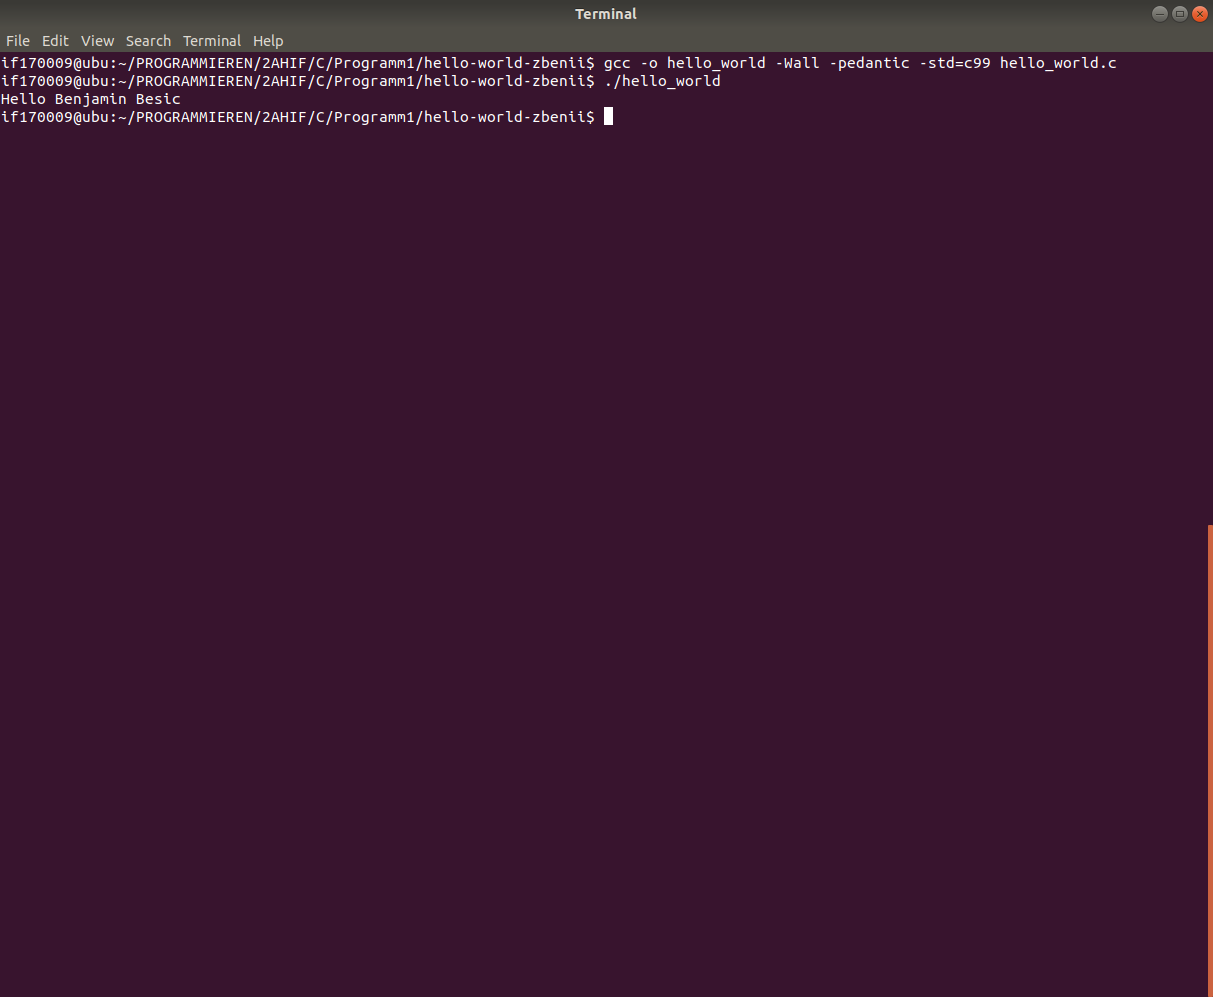 Terminal
File Edit View Search Terminal Help
if170009@ubu:~/PROGRAMMIEREN/2AHIF/C/Programm1/hello-world-zbenii$ gcc -o hello_world -Wall -pedantic -std=c99 hello_world.c
if170009@ubu:~/PROGRAMMIEREN/2AHIF/C/Programm1/hello-world-zbenii$ ./hello_world
Hello Benjamin Besic
if170009@ubu:~/PROGRAMMIEREN/2AHIF/C/Programm1/hello-world-zbenii$